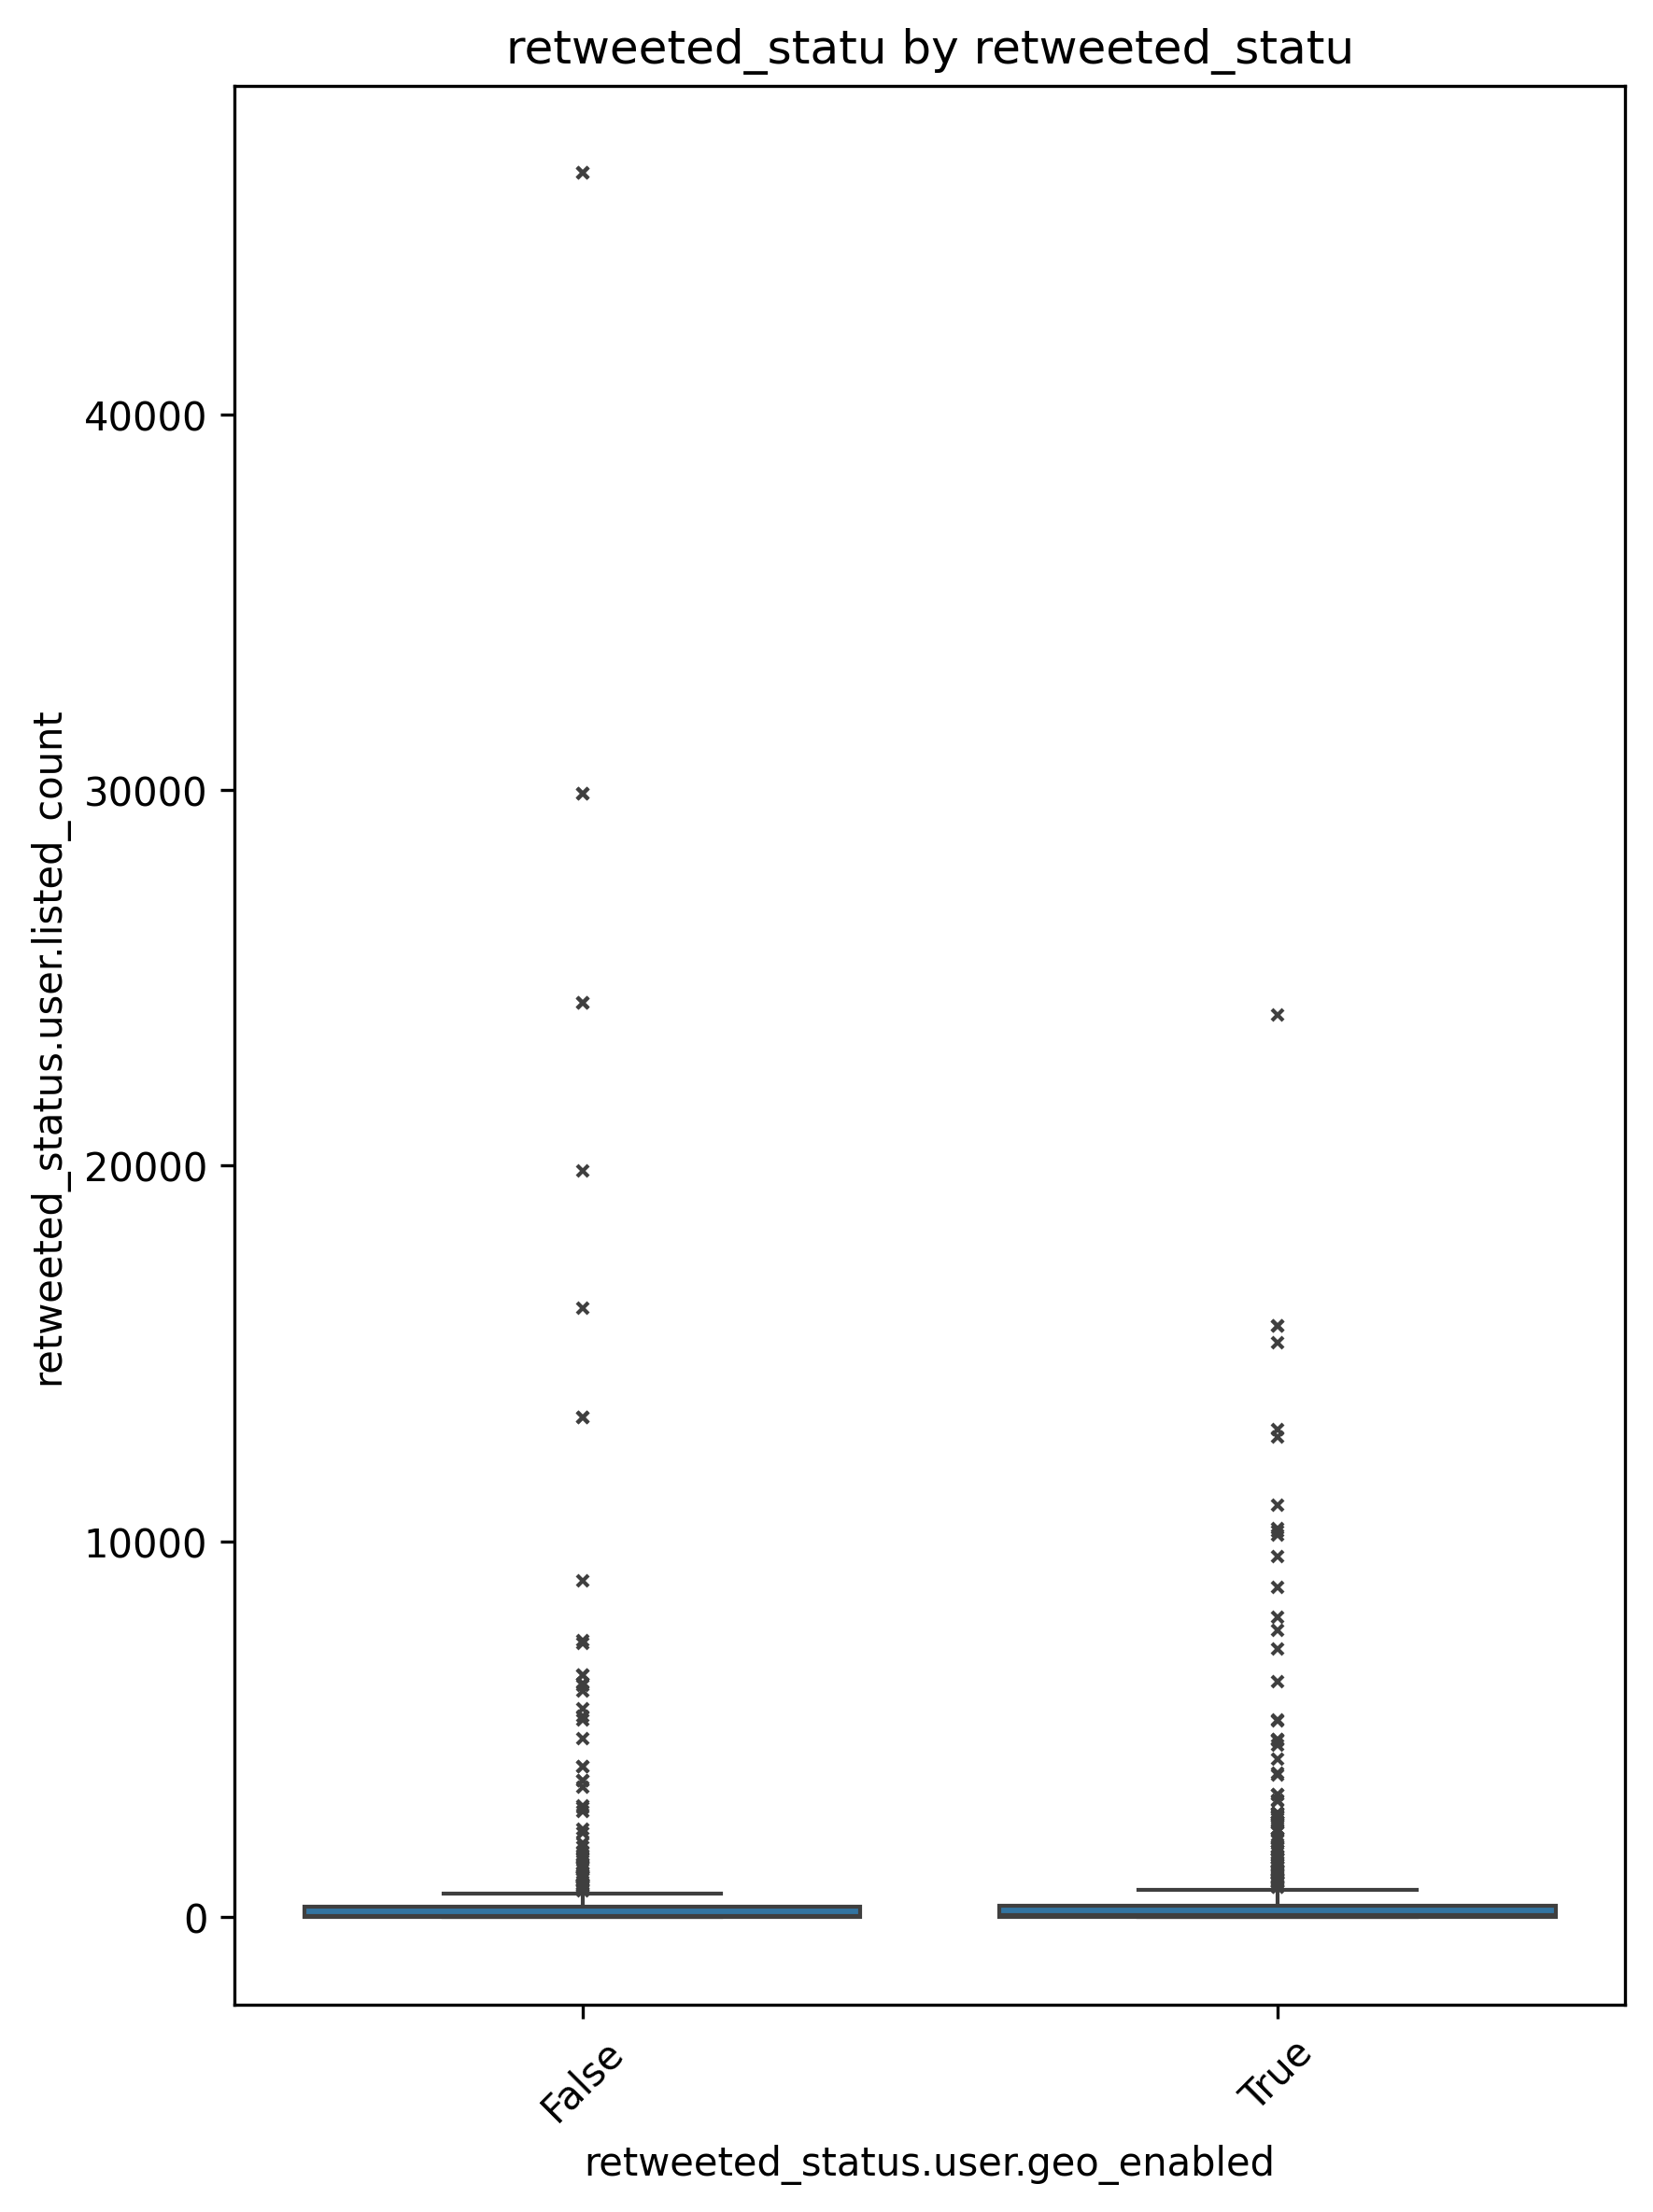 retweeted_statu by retweeted_statu
retweeted_status.user.listed_count
40000
30000
20000
10000
0
False
True
retweeted_status.user.geo_enabled